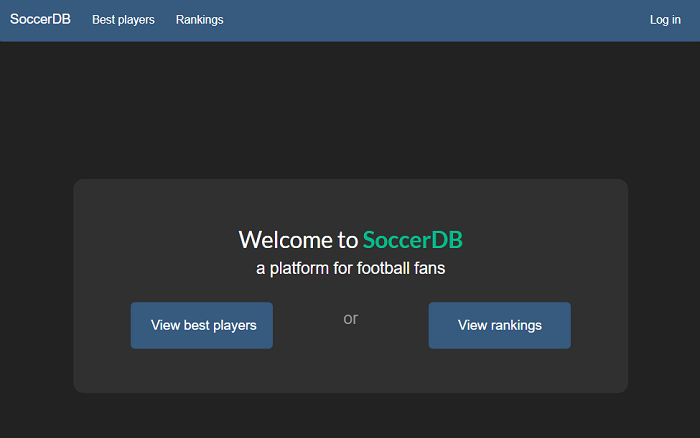 SoccerDB Best players Rankings Log in
Welcome to SoccerDB
a platform for football fans
View best players or View rankings